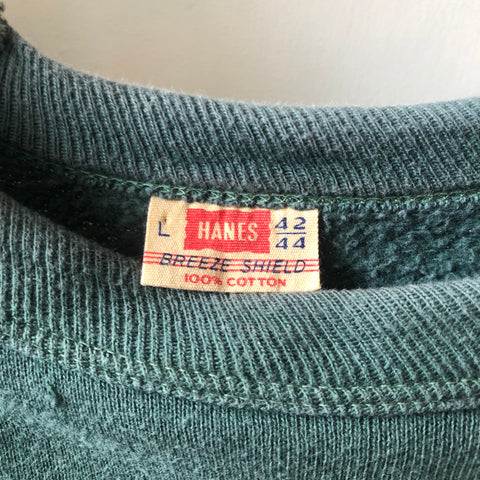 L HANES 42/44
BREEZE SHIELD
100% COTTON